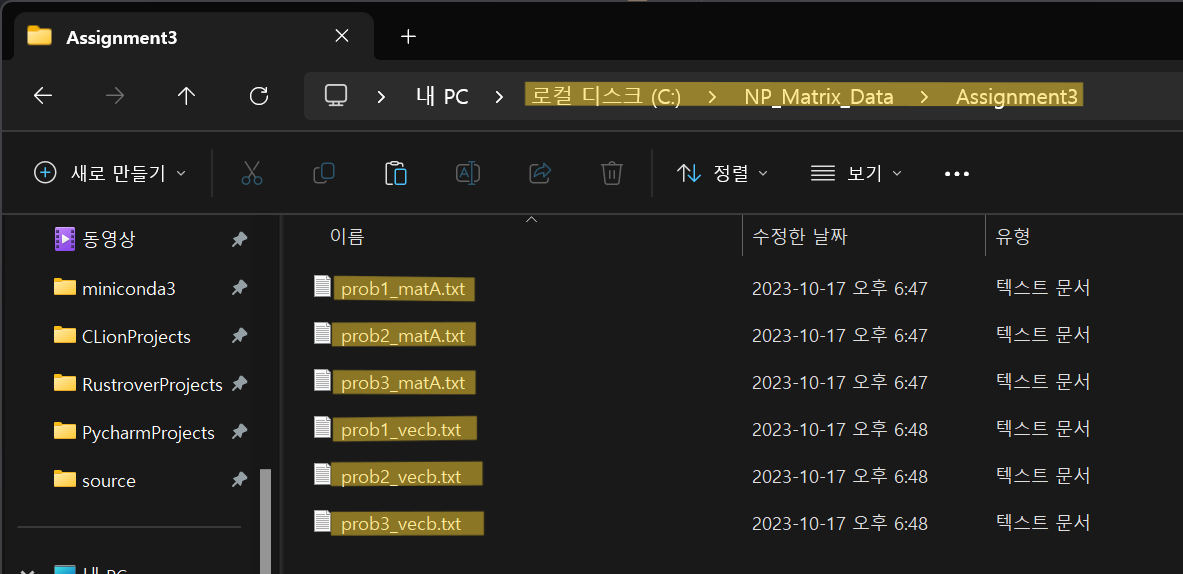 Assignment3
내 PC > 로컬 디스크 (C:) > NP_Matrix_Data > Assignment3
새로 만들기 정렬 보기
이름 수정한 날짜 유형
동영상
miniconda3
CLionProjects
RustroverProjects
PycharmProjects
source
내 PC
prob1_matA.txt 2023-10-17 오후 6:47 텍스트 문서
prob2_matA.txt 2023-10-17 오후 6:47 텍스트 문서
prob3_matA.txt 2023-10-17 오후 6:47 텍스트 문서
prob1_vecb.txt 2023-10-17 오후 6:48 텍스트 문서
prob2_vecb.txt 2023-10-17 오후 6:48 텍스트 문서
prob3_vecb.txt 2023-10-17 오후 6:48 텍스트 문서